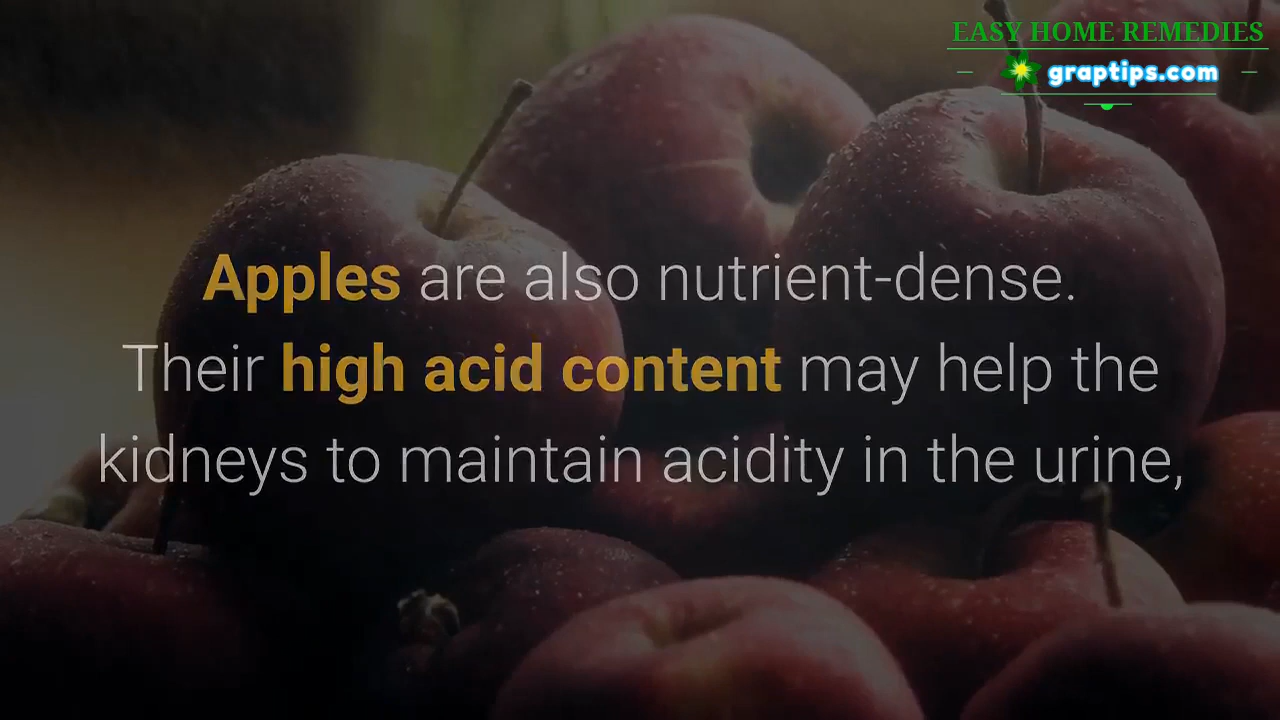 EASY HOME REMEDIES
graptips.com
Apples are also nutrient-dense.
Their high acid content may help the
kidneys to maintain acidity in the urine,